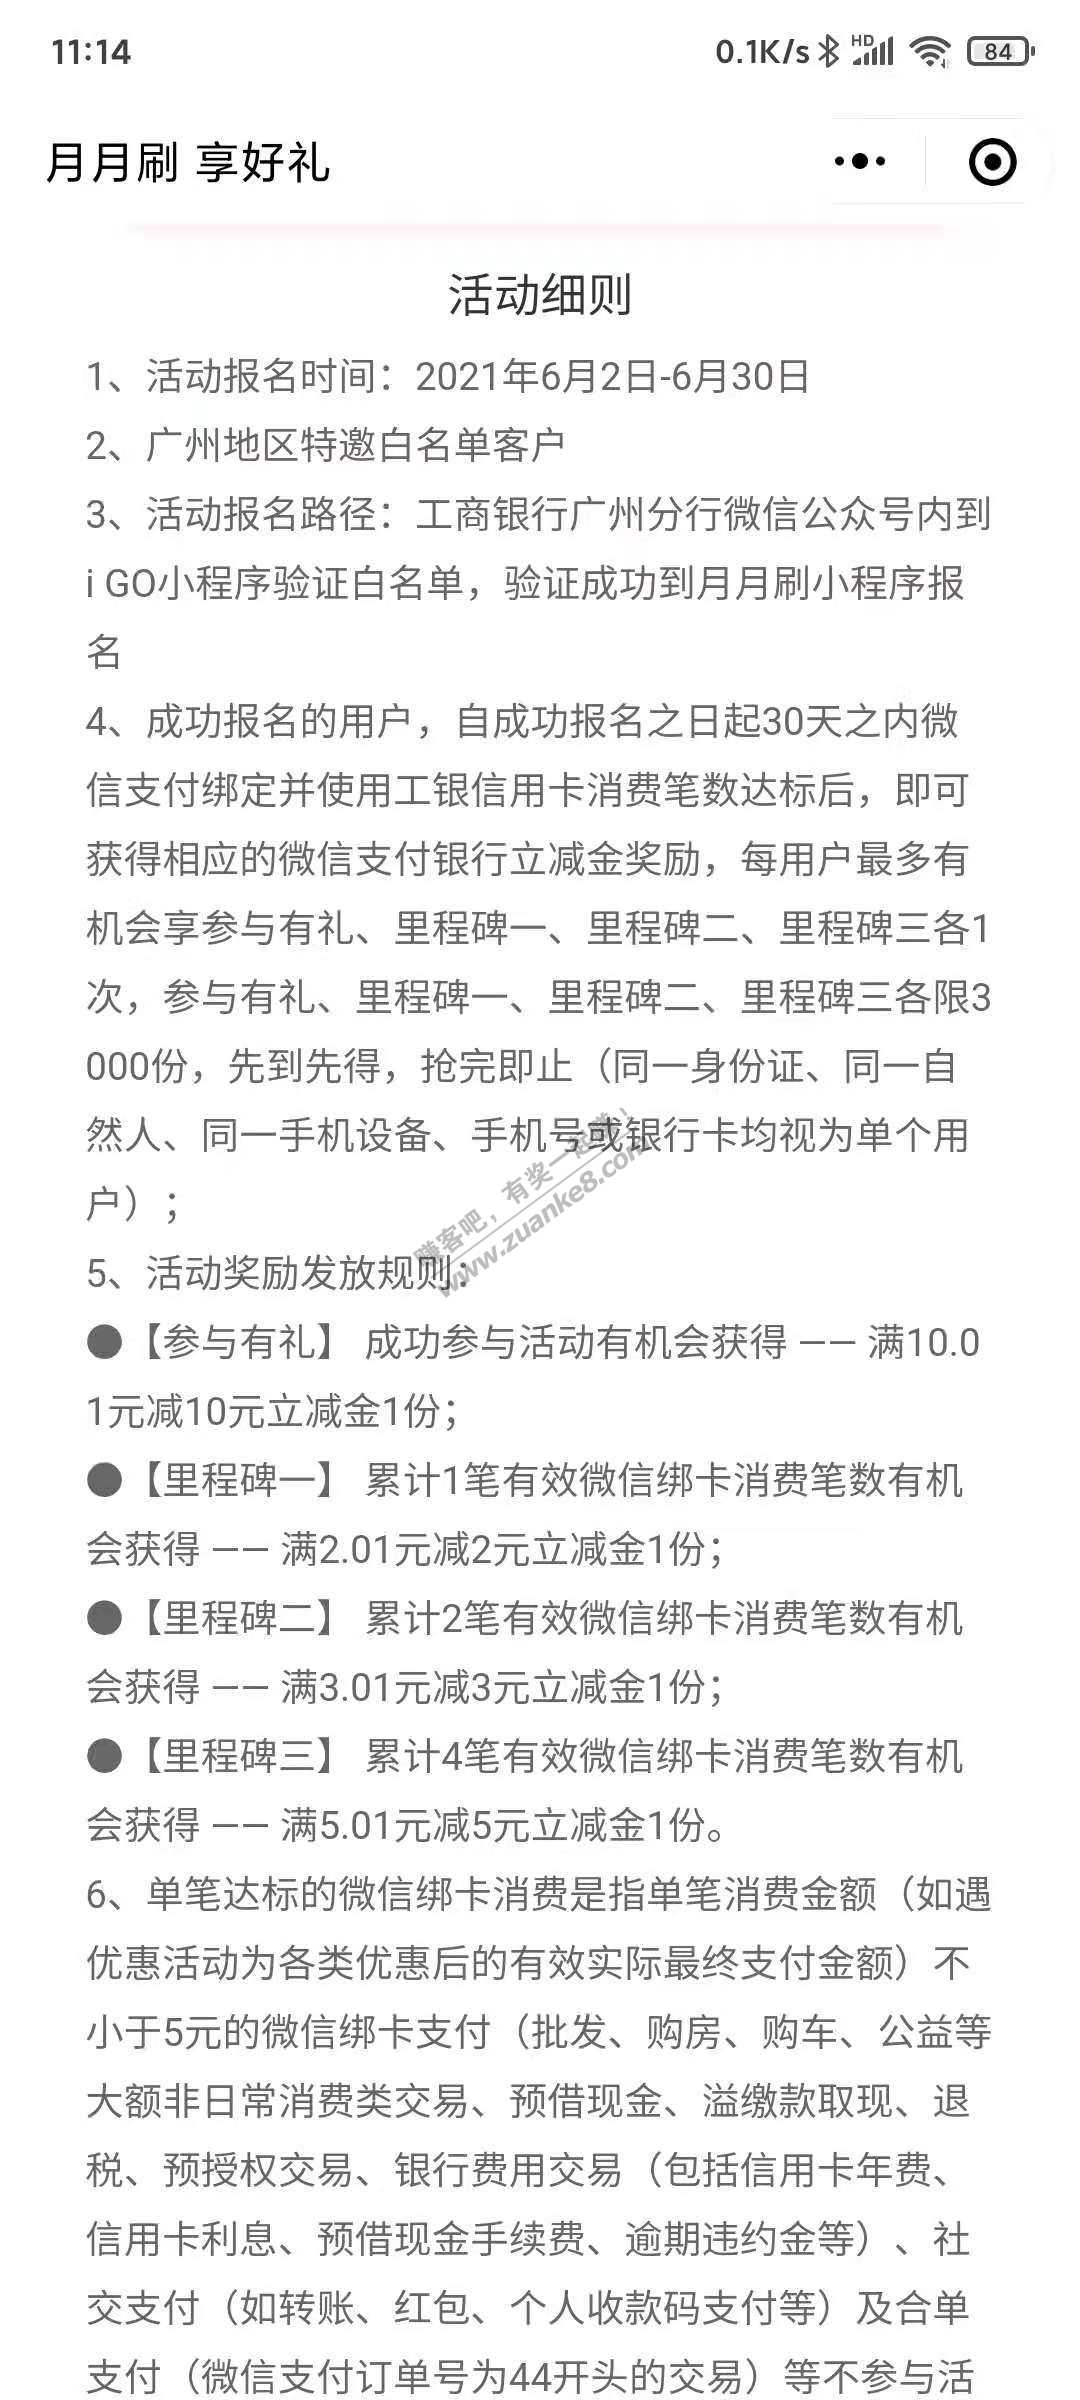 11:14
0.1K/s HD 84
月月刷 享好礼
活动细则
1、活动报名时间：2021年6月2日-6月30日
2、广州地区特邀白名单客户
3、活动报名路径：工商银行广州分行微信公众号内到
i GO小程序验证白名单，验证成功到月月刷小程序报
名
4、成功报名的用户，自成功报名之日起30天之内微
信支付绑定并使用工银信用卡消费笔数达标后，即可
获得相应的微信支付银行立减金奖励，每用户最多有
机会享参与有礼、里程碑一、里程碑二、里程碑三各1
次，参与有礼、里程碑一、里程碑二、里程碑三各限3
000份，先到先得，抢完即止（同一身份证、同一自
然人、同一手机设备、手机号或银行卡均视为单个用
户）；
赚客吧，有奖一起赚！
www.zuanke8.com
5、活动奖励发放规则：
●【参与有礼】 成功参与活动有机会获得 —— 满10.0
1元减10元立减金1份；
●【里程碑一】 累计1笔有效微信绑卡消费笔数有机
会获得 —— 满2.01元减2元立减金1份；
●【里程碑二】 累计2笔有效微信绑卡消费笔数有机
会获得 —— 满3.01元减3元立减金1份；
●【里程碑三】 累计4笔有效微信绑卡消费笔数有机
会获得 —— 满5.01元减5元立减金1份。
6、单笔达标的微信绑卡消费是指单笔消费金额（如遇
优惠活动为各类优惠后的有效实际最终支付金额）不
小于5元的微信绑卡支付（批发、购房、购车、公益等
大额非日常消费类交易、预借现金、溢缴款取现、退
税、预授权交易、银行费用交易（包括信用卡年费、
信用卡利息、预借现金手续费、逾期违约金等）、社
交支付（如转账、红包、个人收款码支付等）及合单
支付（微信支付订单号为44开头的交易）等不参与活